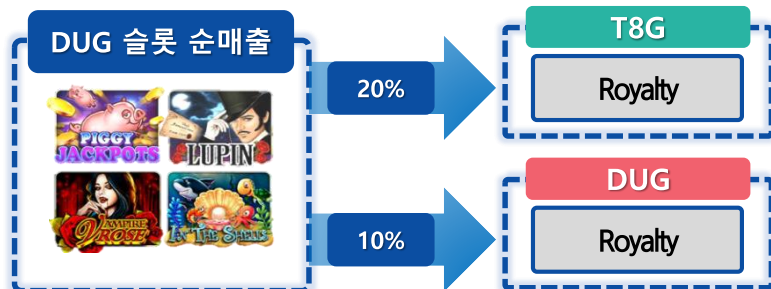 DUG 슬롯 순매출
PIGGY
JACKPOTS
LUPIN
VAMPIRE
ROSE
IN THE SHELLS
20%
T8G
Royalty
10%
DUG
Royalty